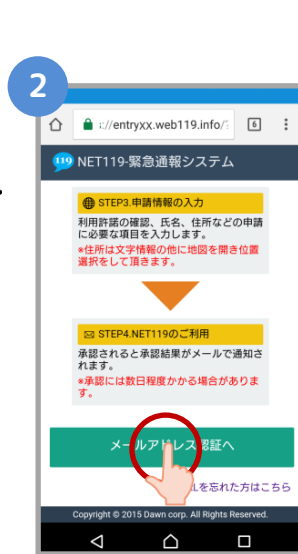 2
://entryxx.web119.info/
6
119 NET119-緊急通報システム
STEP3.申請情報の入力
利用許諾の確認、氏名、住所などの申請
に必要な項目を入力します。
*住所は文字情報の他に地図を開き位置
選択をして頂きます。
STEP4.NET119のご利用
承認されると承認結果がメールで通知さ
れます。
*承認には数日程度かかる場合がありま
す。
メールアドレス認証へ
Lを忘れた方はこちら
Copyright © 2015 Dawn corp. All Rights Reserved.